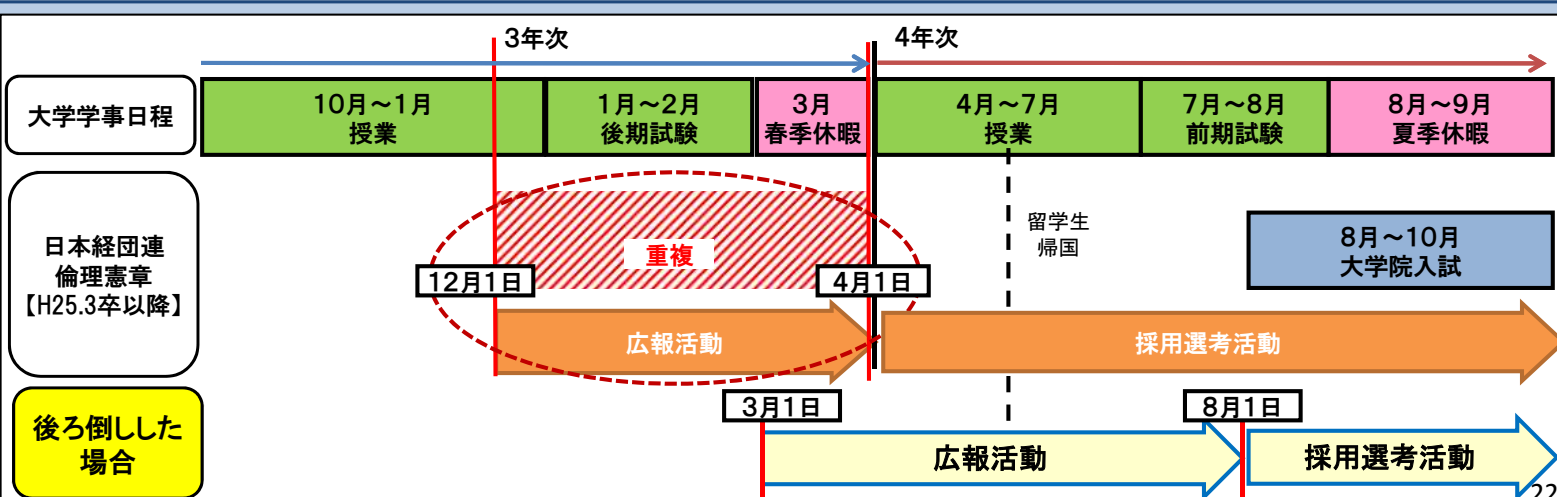 3年次
4年次
大学学事日程
10月～1月
授業
1月～2月
後期試験
3月
春季休暇
4月～7月
授業
7月～8月
前期試験
8月～9月
夏季休暇
日本経団連
倫理憲章
【H25.3卒以降】
重複
12月1日
4月1日
広報活動
留学生
帰国
8月～10月
大学院入試
採用選考活動
後ろ倒しした
場合
3月1日
8月1日
広報活動
採用選考活動
22